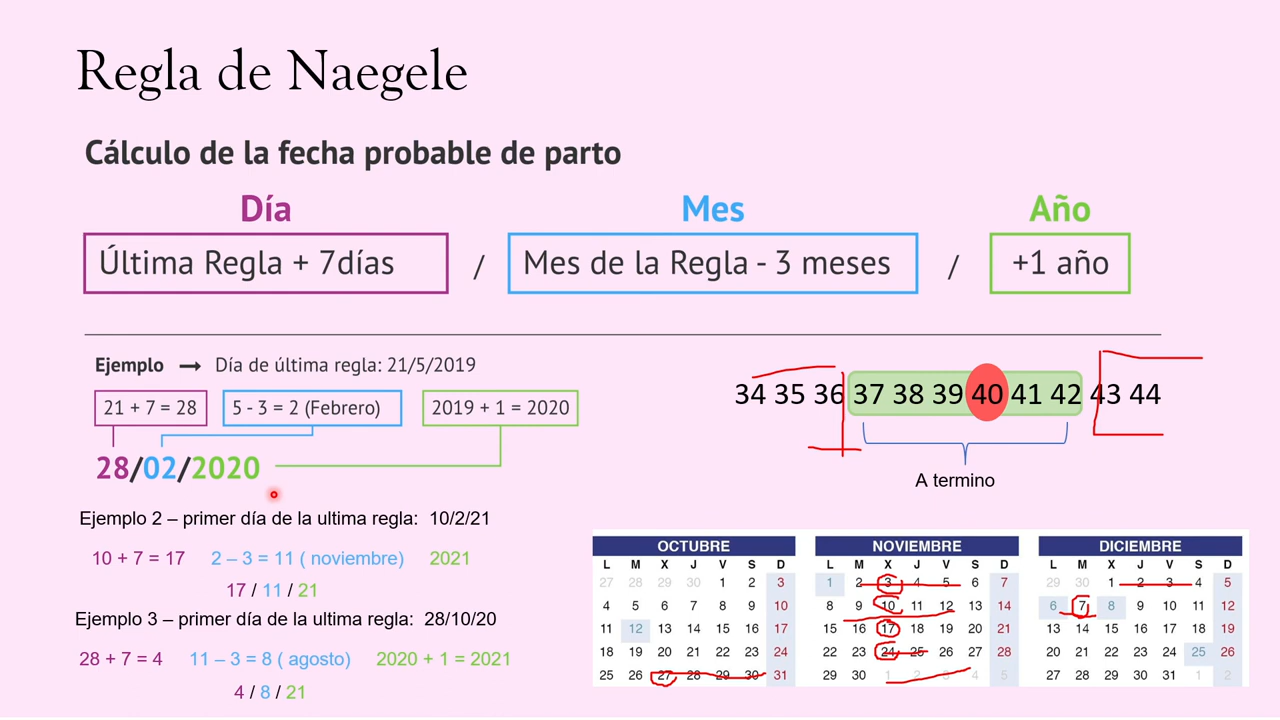 Regla de Naegele
Cálculo de la fecha probable de parto
Día Mes Año
Última Regla + 7días / Mes de la Regla - 3 meses / +1 año
Ejemplo → Día de última regla: 21/5/2019
21 + 7 = 28 5 - 3 = 2 (Febrero) 2019 + 1 = 2020
28/02/2020
34 35 36 37 38 39 40 41 42 43 44
A termino
Ejemplo 2 – primer día de la ultima regla: 10/2/21
10 + 7 = 17 2 – 3 = 11 ( noviembre) 2021
17 / 11 / 21
Ejemplo 3 – primer día de la ultima regla: 28/10/20
28 + 7 = 4 11 – 3 = 8 ( agosto) 2020 + 1 = 2021
4 / 8 / 21
OCTUBRE
L M X J V S D
27 28 29 30 1 2 3
4 5 6 7 8 9 10
11 12 13 14 15 16 17
18 19 20 21 22 23 24
25 26 27 28 29 30 31
NOVIEMBRE
L M X J V S D
1 2 3 4 5 6 7
8 9 10 11 12 13 14
15 16 17 18 19 20 21
22 23 24 25 26 27 28
29 30 1 2 3 4 5
DICIEMBRE
L M X J V S D
29 30 1 2 3 4 5
6 7 8 9 10 11 12
13 14 15 16 17 18 19
20 21 22 23 24 25 26
27 28 29 30 31 1 2